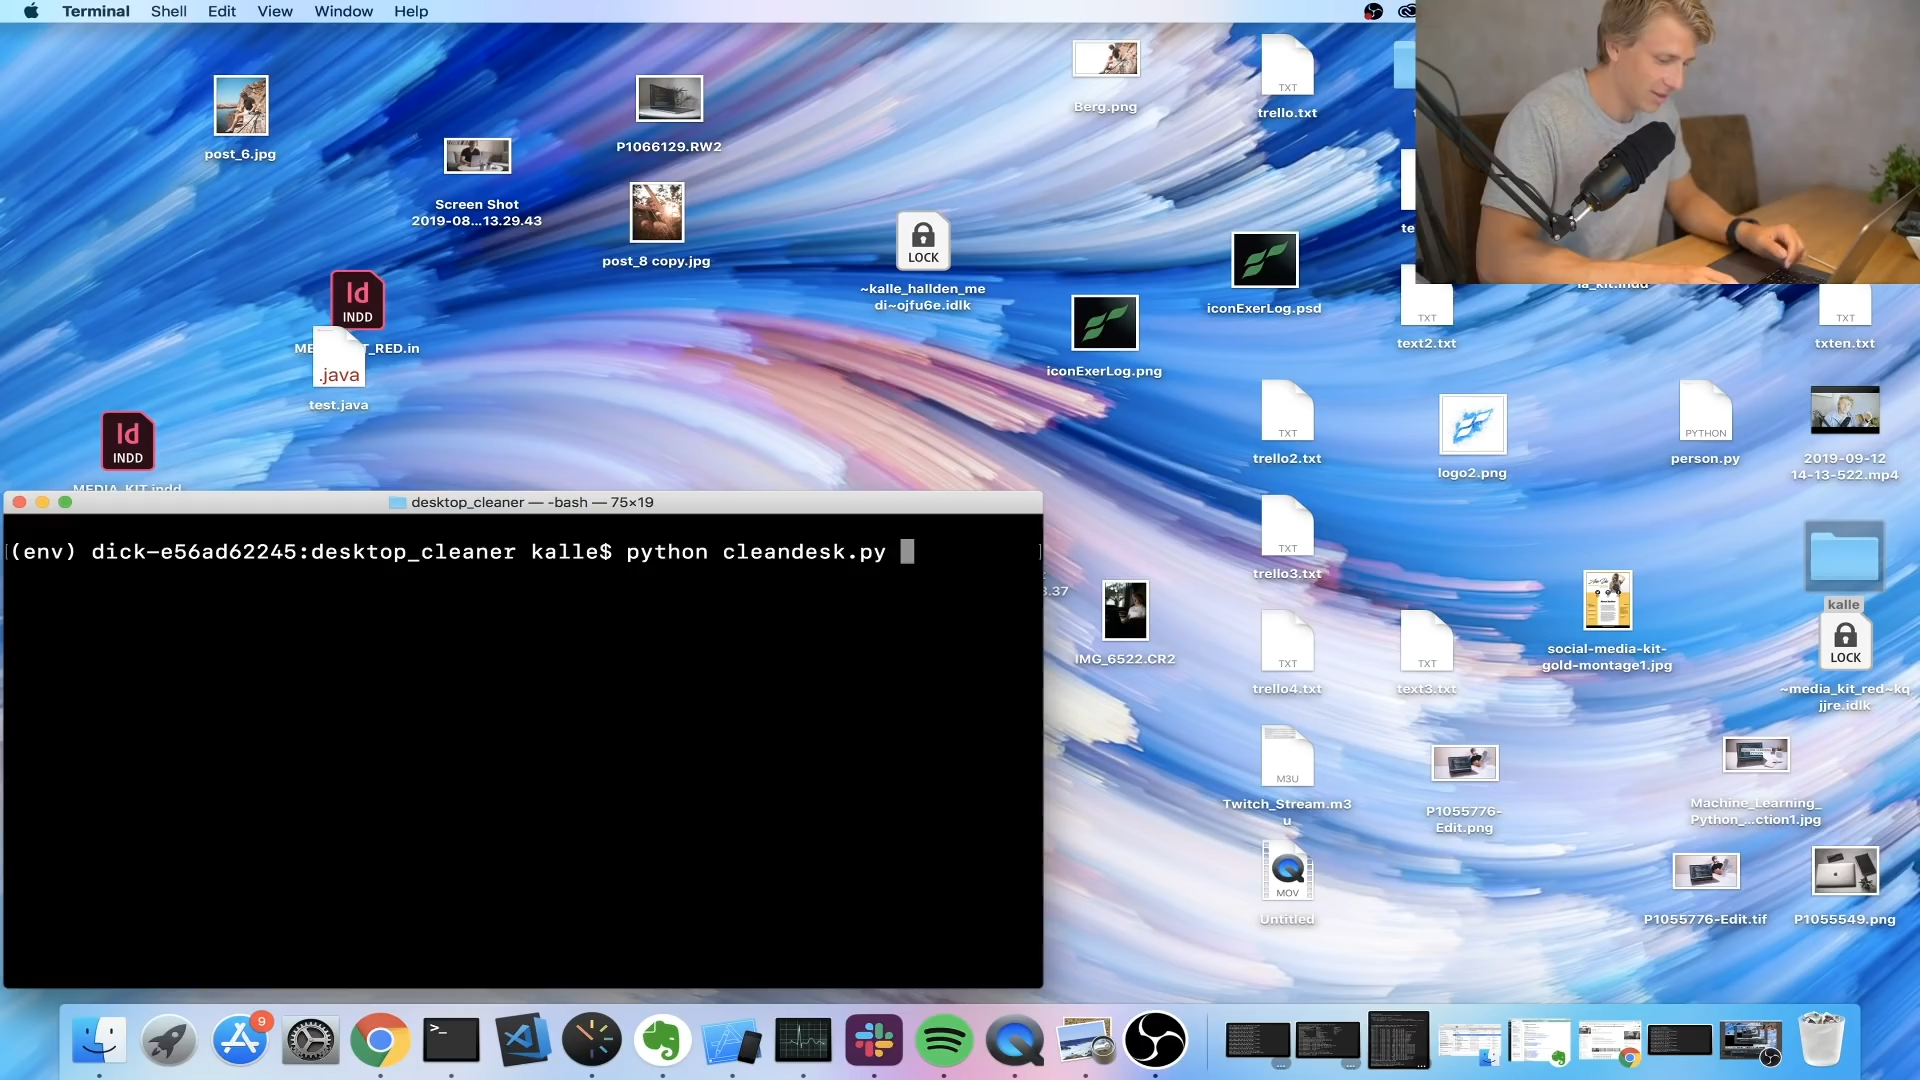 Terminal Shell Edit View Window Help
post_6.jpg
P1066129.RW2
Berg.png
TXT
trello.txt
Screen Shot
2019-08...13.29.43
post_8 copy.jpg
LOCK
~kalle_hallden_me
di~ojfu6e.idlk
iconExerLog.psd
iconExerLog.png
Id
INDD
.java
test.java
Id
INDD
TXT
text2.txt
TXT
txten.txt
TXT
trello2.txt
logo2.png
PYTHON
person.py
2019-09-12
14-13-522.mp4
desktop_cleaner — -bash — 75×19
(env) dick-e56ad62245:desktop_cleaner kalle$ python cleandesk.py
TXT
trello3.txt
3.37
IMG_6522.CR2
kalle
LOCK
~media_kit_red~kq
jjre.idlk
social-media-kit-
gold-montage1.jpg
TXT
trello4.txt
TXT
text3.txt
M3U
Twitch_Stream.m3
u
P1055776-
Edit.png
Machine_Learning_
Python_...ction1.jpg
MOV
Untitled
P1055776-Edit.tif
P1055549.png
9